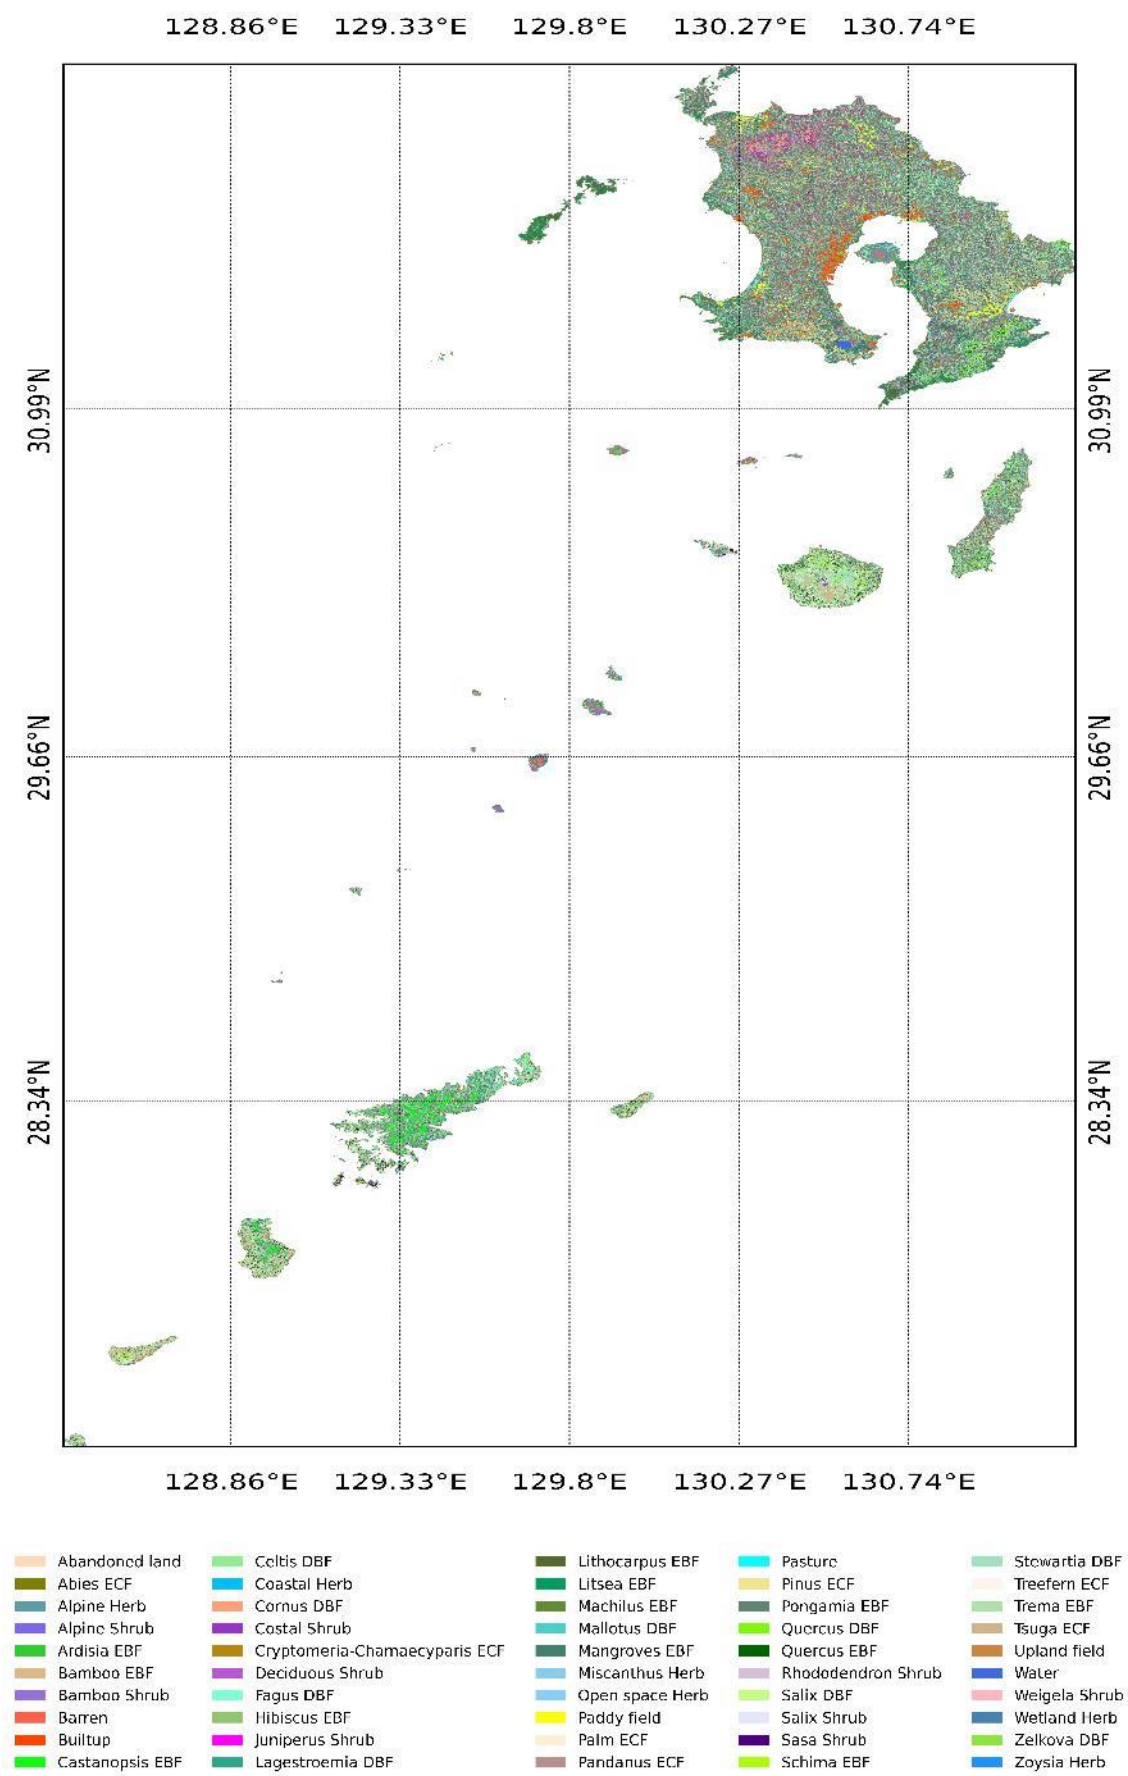 128.86°E 129.33°E 129.8°E 130.27°E 130.74°E
30.99°N 30.99°N
29.66°N 29.66°N
28.34°N 28.34°N
128.86°E 129.33°E 129.8°E 130.27°E 130.74°E
Abandoned land Celtis DBF Lithocarpus EBF Pasture Stewartia DBF
Abies ECF Coastal Herb Litsea EBF Pinus ECF Treefern ECF
Alpine Herb Cornus DBF Machilus EBF Pongamia EBF Trema EBF
Alpine Shrub Costal Shrub Mallotus DBF Quercus DBF Tsuga ECF
Ardisia EBF Cryptomeria-Chamaecyparis ECF Mangroves EBF Quercus EBF Upland field
Bamboo EBF Deciduous Shrub Miscanthus Herb Rhododendron Shrub Water
Bamboo Shrub Fagus DBF Open space Herb Salix DBF Weigela Shrub
Barren Hibiscus EBF Paddy field Salix Shrub Wetland Herb
Builtup Juniperus Shrub Palm ECF Sasa Shrub Zelkova DBF
Castanopsis EBF Lagestroemia DBF Pandanus ECF Schima EBF Zoysia Herb